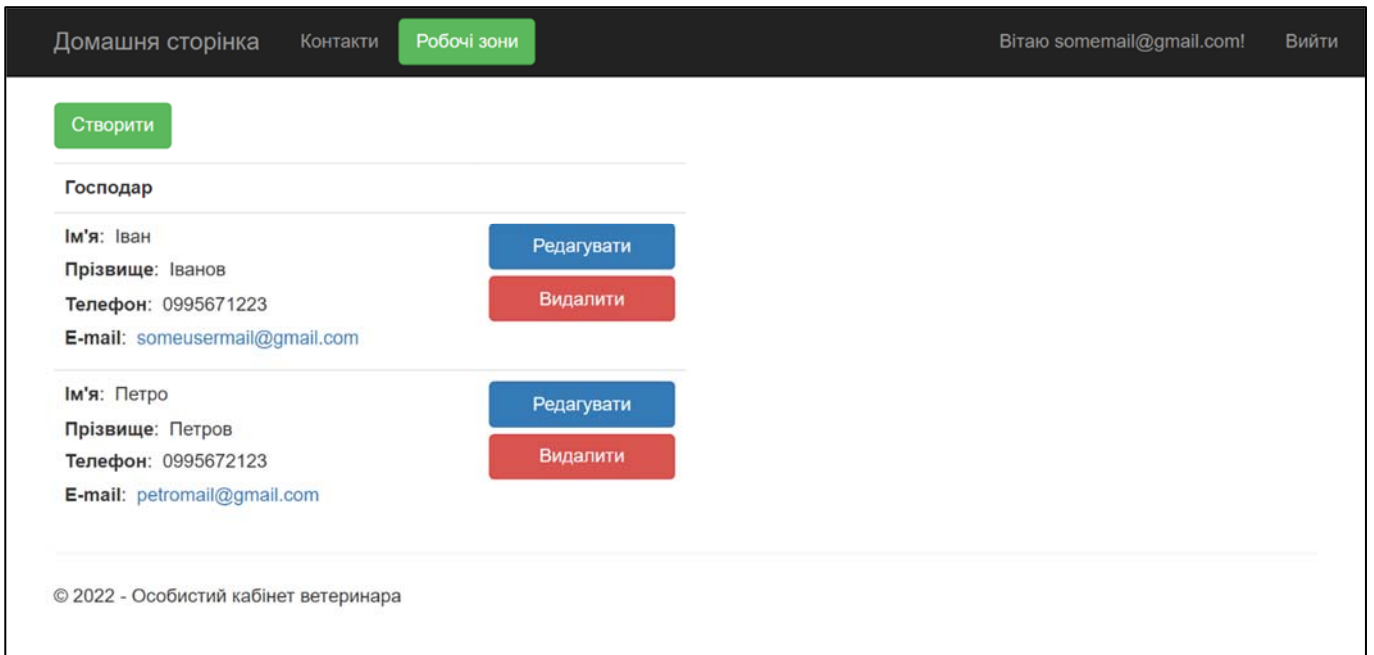 Домашня сторінка Контакти Робочі зони Вітаю somemail@gmail.com! Вийти
Створити
Господар
Ім'я: Іван
Редагувати
Прізвище: Іванов
Видалити
Телефон: 0995671223
E-mail: someusermail@gmail.com
Ім'я: Петро
Редагувати
Прізвище: Петров
Видалити
Телефон: 0995672123
E-mail: petromail@gmail.com
© 2022 - Особистий кабінет ветеринара